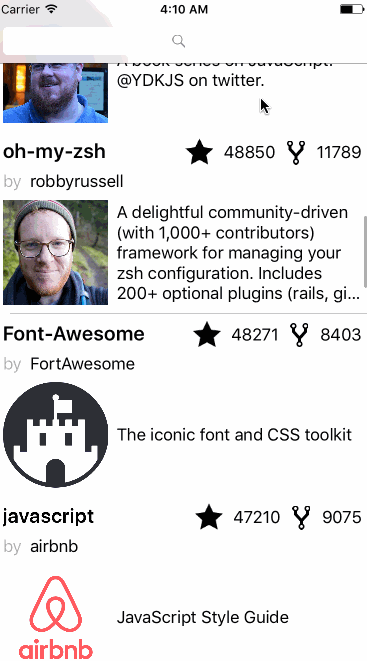 Carrier 4:10 AM
A book series on JavaScript.
@YDKJS on twitter.
oh-my-zsh 48850 11789
by robbyrussell
A delightful community-driven
(with 1,000+ contributors)
framework for managing your
zsh configuration. Includes
200+ optional plugins (rails, gi...
Font-Awesome 48271 8403
by FortAwesome
The iconic font and CSS toolkit
javascript 47210 9075
by airbnb
JavaScript Style Guide
airbnb